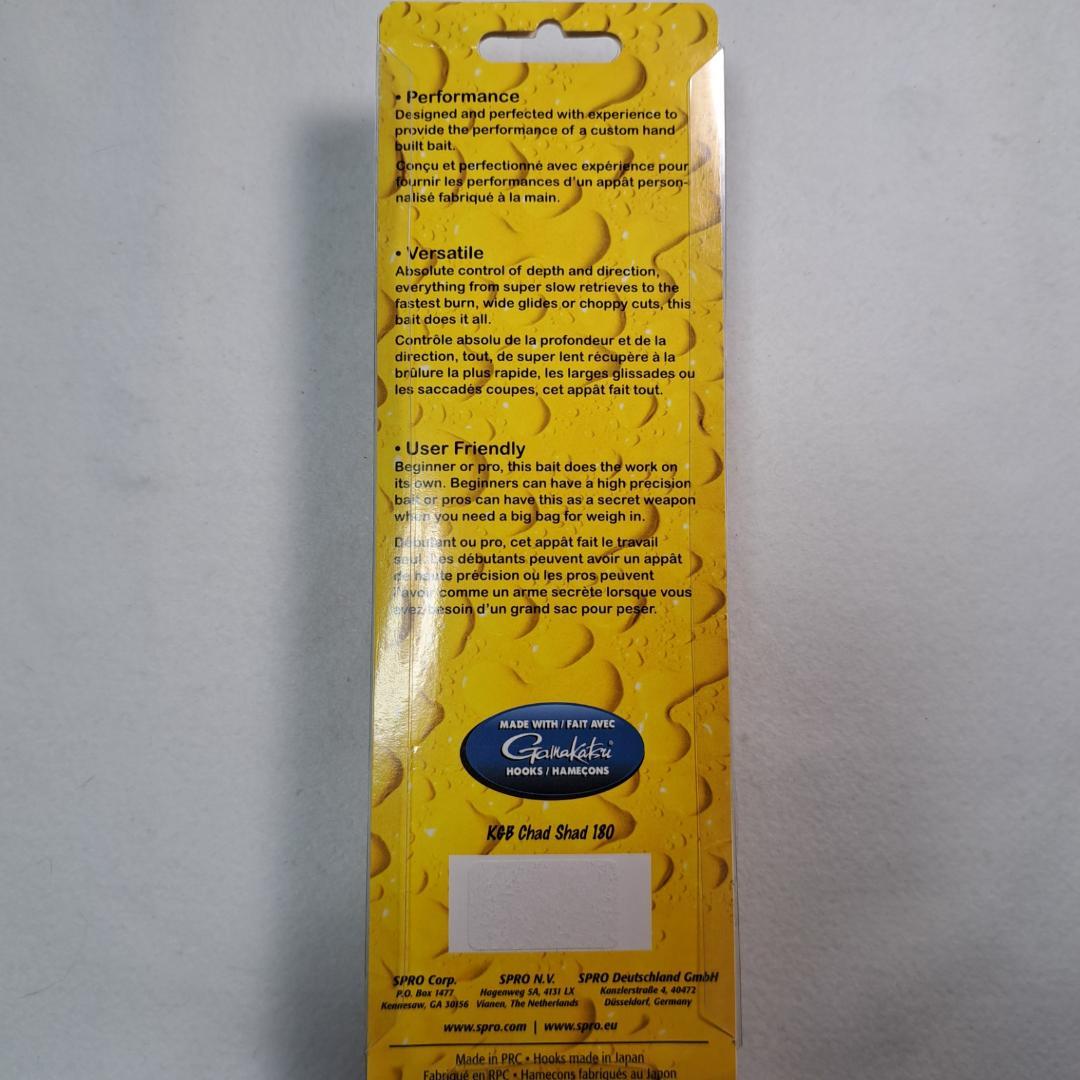 • Performance
Designed and perfected with experience to
provide the performance of a custom hand
built bait.
Conçu et perfectionné avec expérience pour
fournir les performances d'un appât person-
nalisé fabriqué à la main.
• Versatile
Absolute control of depth and direction,
everything from super slow retrieves to the
fastest burn, wide glides or choppy cuts, this
bait does it all.
Contrôle absolu de la profondeur et de la
direction, tout, de super lent récupère à la
brûlure la plus rapide, les larges glissades ou
les saccadés coupes, cet appât fait tout.
• User Friendly
Beginner or pro, this bait does the work on
its own. Beginners can have a high precision
bait or pros can have this as a secret weapon
when you need a big bag for weigh in.
Débutant ou pro, cet appât fait le travail
seul. Les débutants peuvent avoir un appât
de haute précision ou les pros peuvent
l'avoir comme un arme secrète lorsque vous
avez besoin d'un grand sac pour peser.
MADE WITH / FAIT AVEC
Gamakatsu®
HOOKS / HAMEÇONS
KGB Chad Shad 180
SPRO Corp. SPRO N.V. SPRO Deutschland GmbH
P.O. Box 1477 Hagenweg 5A, 4131 LX Kanzlerstraße 4, 40472
Kennesaw, GA 30156 Vianen, The Netherlands Düsseldorf, Germany
www.spro.com | www.spro.eu
Made in PRC • Hooks made in Japan
Fabriqué en RPC • Hameçons fabriqués au Japon